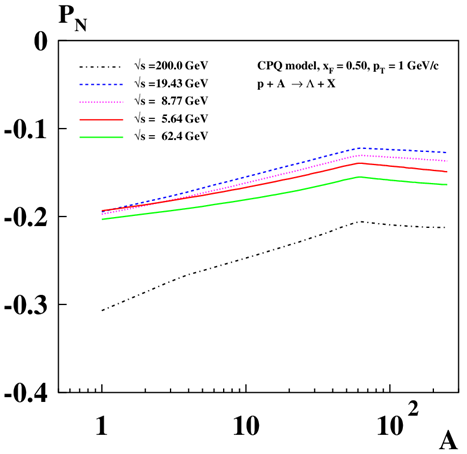 P_N
0
-0.1
-0.2
-0.3
-0.4
√s = 200.0 GeV
√s = 19.43 GeV
√s = 8.77 GeV
√s = 5.64 GeV
√s = 62.4 GeV
CPQ model, x_F = 0.50, p_T = 1 GeV/c
p + A → Λ + X
1 10 10^2
A